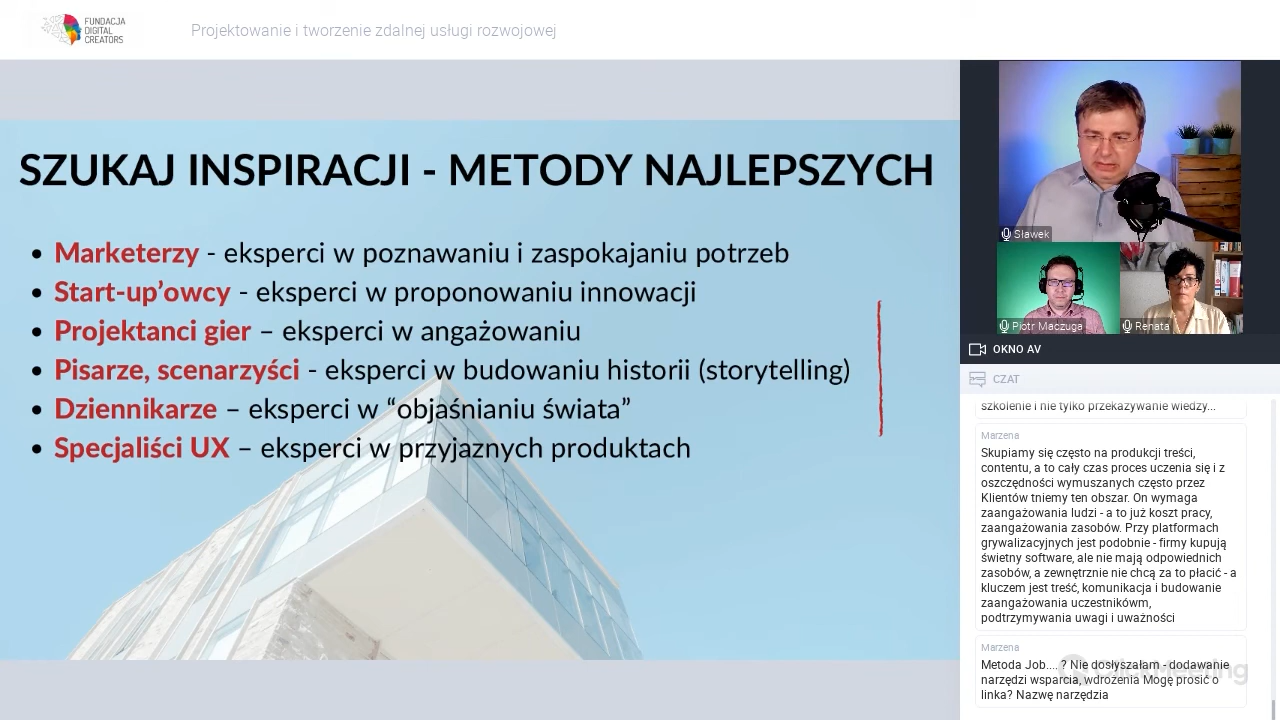 FUNDACJA
DIGITAL
CREATORS
Projektowanie i tworzenie zdalnej usługi rozwojowej
SZUKAJ INSPIRACJI - METODY NAJLEPSZYCH
• Marketerzy - eksperci w poznawaniu i zaspokajaniu potrzeb
• Start-up’owcy - eksperci w proponowaniu innowacji
• Projektanci gier – eksperci w angażowaniu
• Pisarze, scenarzyści - eksperci w budowaniu historii (storytelling)
• Dziennikarze – eksperci w “objaśnianiu świata”
• Specjaliści UX – eksperci w przyjaznych produktach
Sławek
Piotr Maczuga
Renata
OKNO AV
CZAT
szkolenie i nie tylko przekazywanie wiedzy...
Marzena
Skupiamy się często na produkcji treści,
contentu, a to cały czas proces uczenia się i z
oszczędności wymuszanych często przez
Klientów tniemy ten obszar. On wymaga
zaangażowania ludzi - a to już koszt pracy,
zaangażowania zasobów. Przy platformach
grywalizacyjnych jest podobnie - firmy kupują
świetny software, ale nie mają odpowiednich
zasobów, a zewnętrznie nie chcą za to płacić - a
kluczem jest treść, komunikacja i budowanie
zaangażowania uczestnikówm,
podtrzymywania uwagi i uważności
Marzena
Metoda Job.... ? Nie dosłyszałam - dodawanie
narzędzi wsparcia, wdrożenia Mogę prosić o
linka? Nazwę narzędzia
ClickMeeting